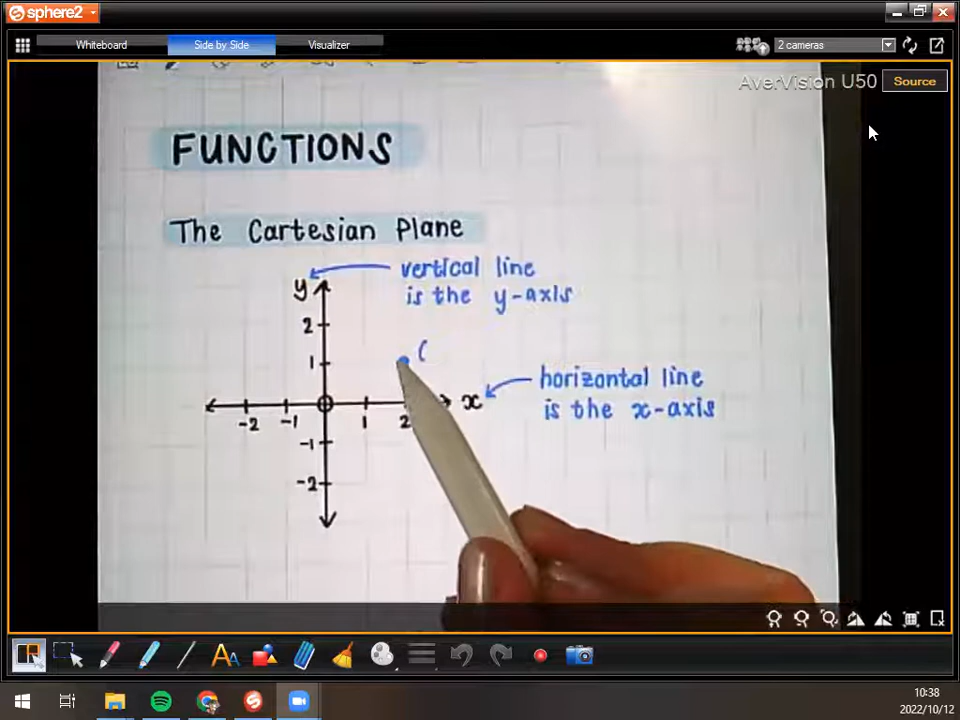 sphere2
Whiteboard
Side by Side
Visualizer
2 cameras
AverVision U50
Source
FUNCTIONS
The Cartesian Plane
vertical line
is the y-axis
y
2
1
(
horizontal line
is the x-axis
x
-2 -1 1 2
-1
-2
10:38
2022/10/12